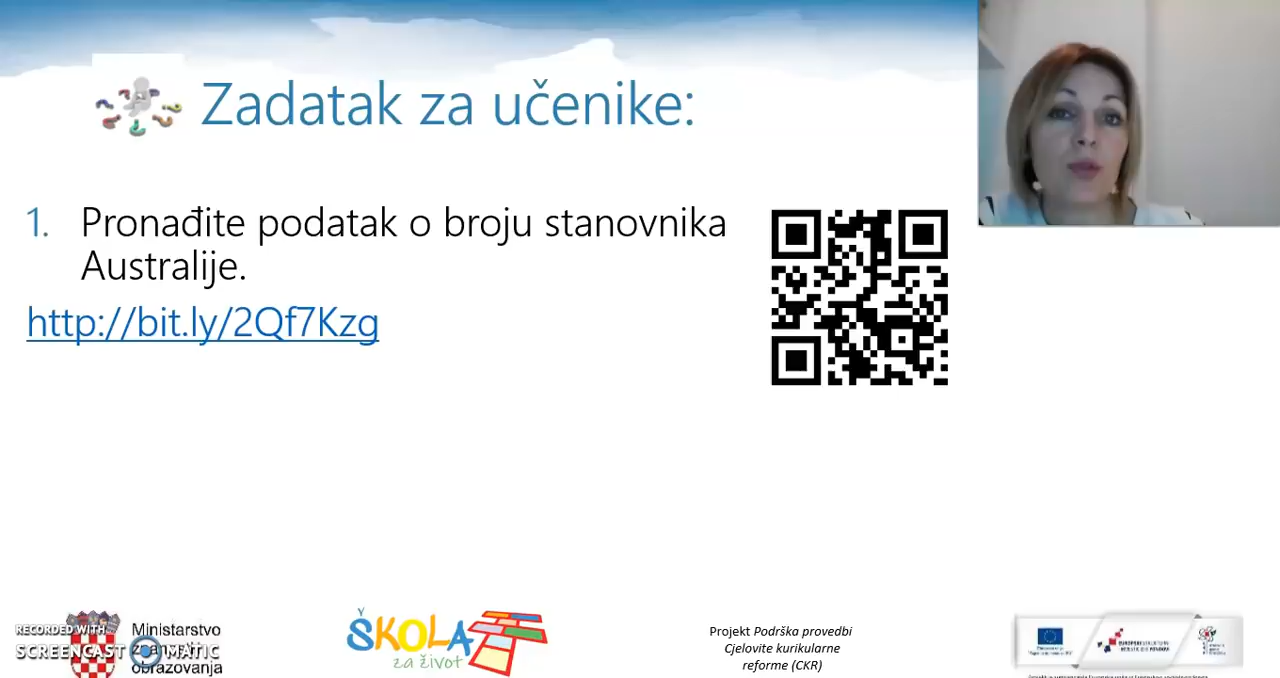 Zadatak za učenike:
1. Pronađite podatak o broju stanovnika
Australije.
http://bit.ly/2Qf7Kzg
RECORDED WITH
SCREENCAST MATIC
Ministarstvo
obrazovanja
ŠKOLA
za život
Projekt Podrška provedbi
Cjelovite kurikularne
reforme (CKR)